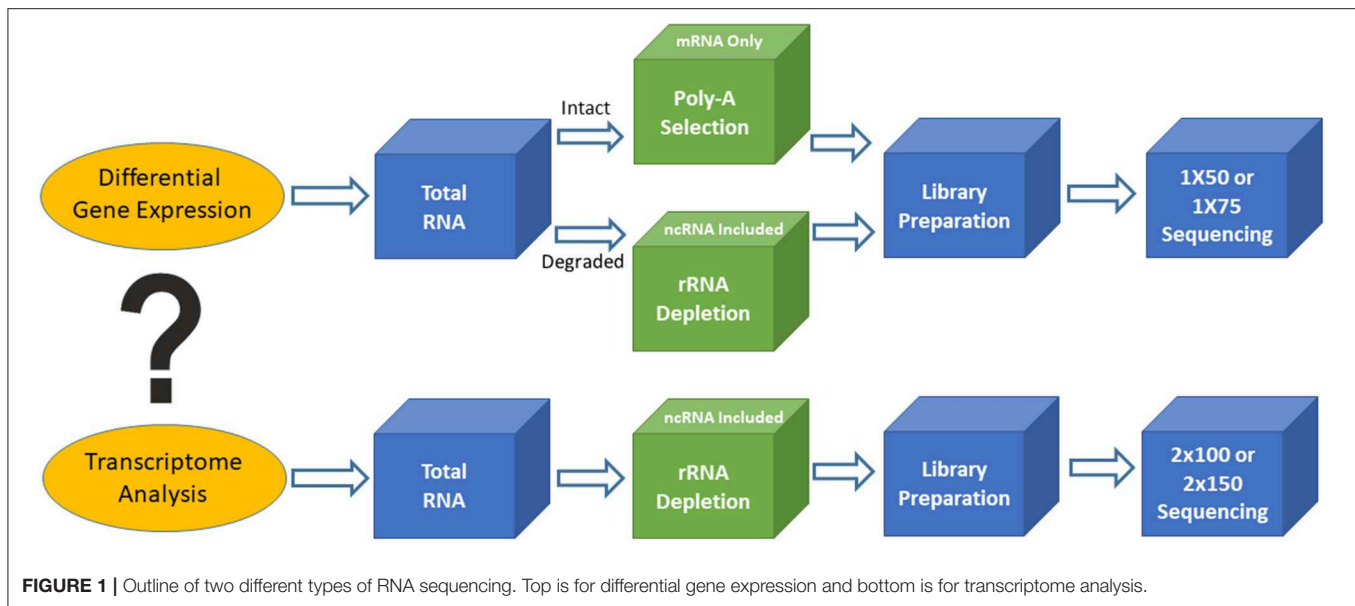 Differential
Gene Expression
Total
RNA
Intact
Degraded
mRNA Only
Poly-A
Selection
ncRNA Included
rRNA
Depletion
Library
Preparation
1X50 or
1X75
Sequencing
?
Transcriptome
Analysis
Total
RNA
ncRNA Included
rRNA
Depletion
Library
Preparation
2x100 or
2x150
Sequencing
FIGURE 1 | Outline of two different types of RNA sequencing. Top is for differential gene expression and bottom is for transcriptome analysis.